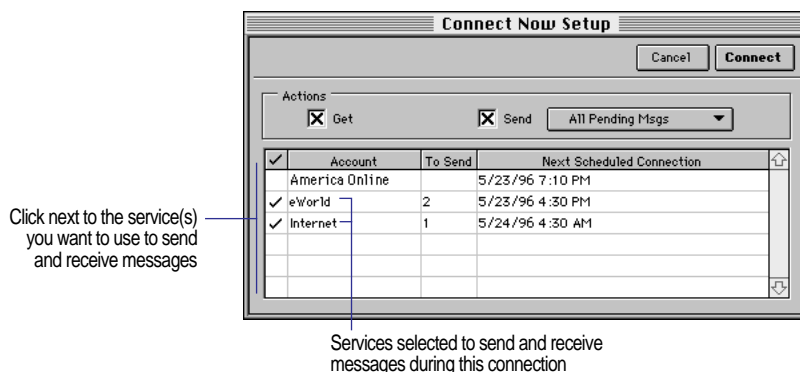 Connect Now Setup
Cancel Connect
Actions
Get Send All Pending Msgs
Account To Send Next Scheduled Connection
America Online 5/23/96 7:10 PM
eWorld 2 5/23/96 4:30 PM
Internet 1 5/24/96 4:30 AM
Click next to the service(s)
you want to use to send
and receive messages
Services selected to send and receive
messages during this connection